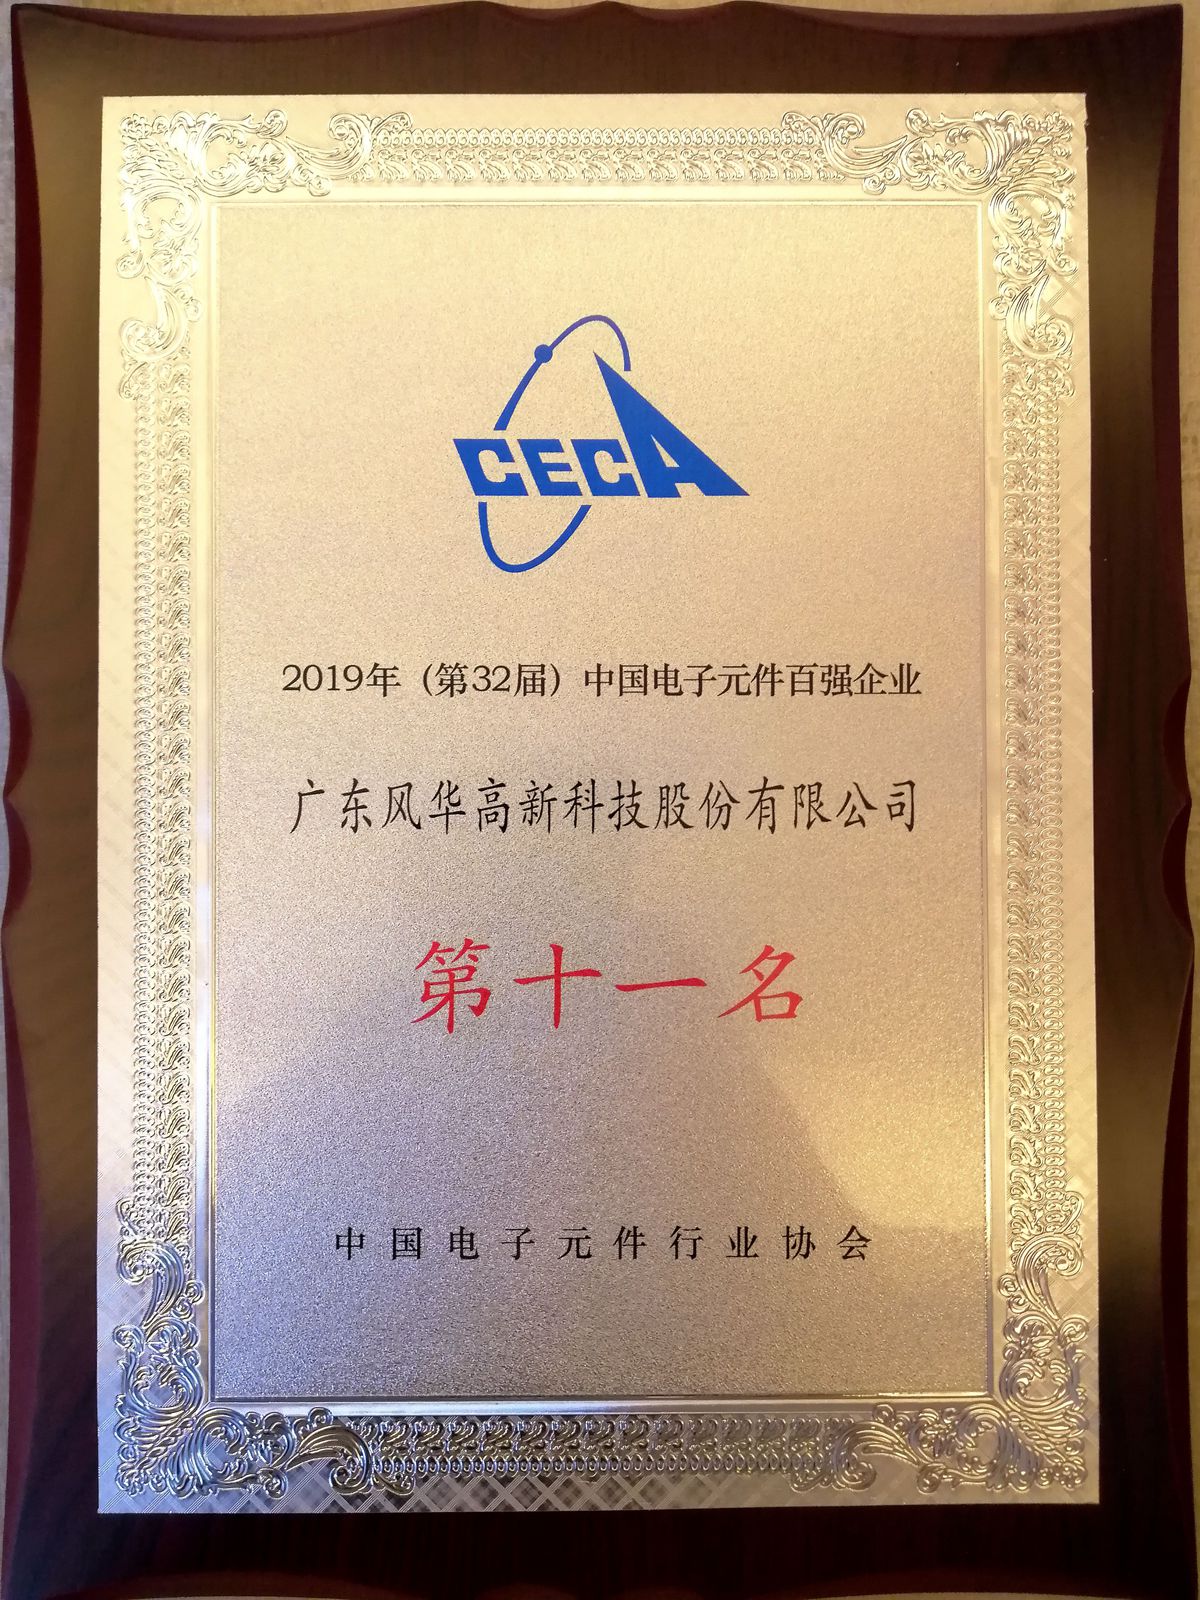 CECA
2019年（第32届）中国电子元件百强企业
广东风华高新科技股份有限公司
第十一名
中国电子元件行业协会